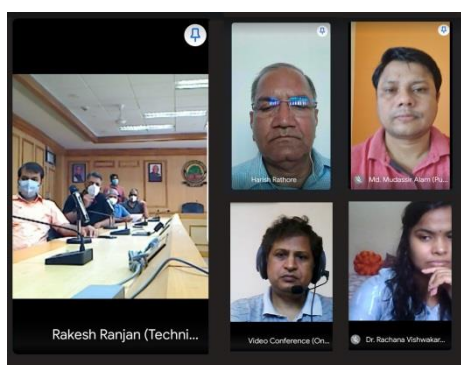 Rakesh Ranjan (Techni...
Harish Rathore
Md. Mudassir Alam (Pu...
Video Conference (On...
Dr. Rachana Vishwakar...